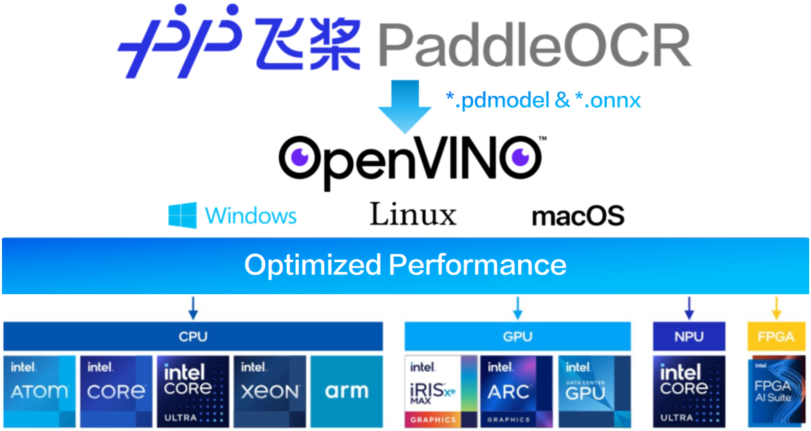 飞桨 PaddleOCR
*.pdmodel & *.onnx
OpenVINO™
Windows Linux macOS
Optimized Performance
CPU GPU NPU FPGA
intel. ATOM
intel. CORE
intel CORE ULTRA
intel. XEON
arm
intel. iRIS Xe MAX GRAPHICS
intel. ARC GRAPHICS
intel. DATA CENTER GPU
intel CORE ULTRA
intel FPGA AI Suite